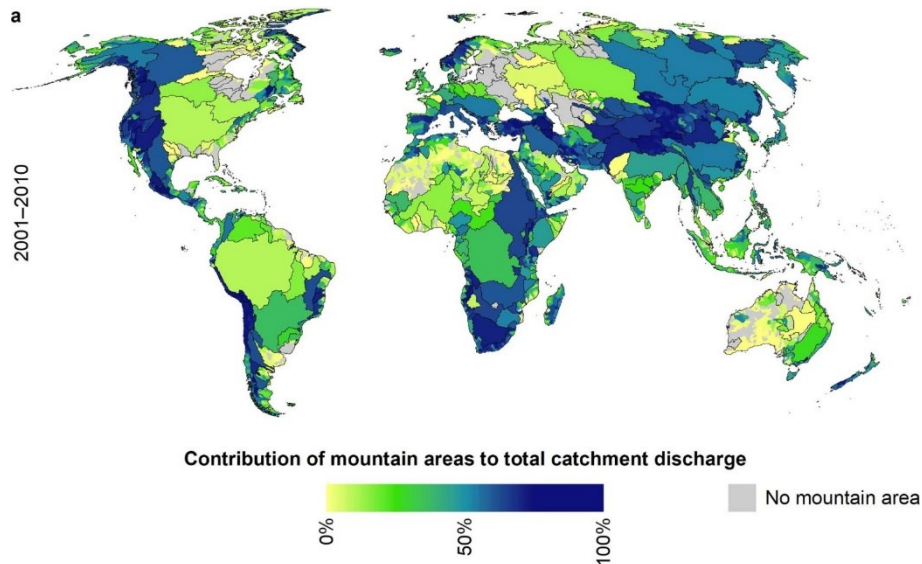 a
2001–2010
Contribution of mountain areas to total catchment discharge
0%
50%
100%
No mountain area